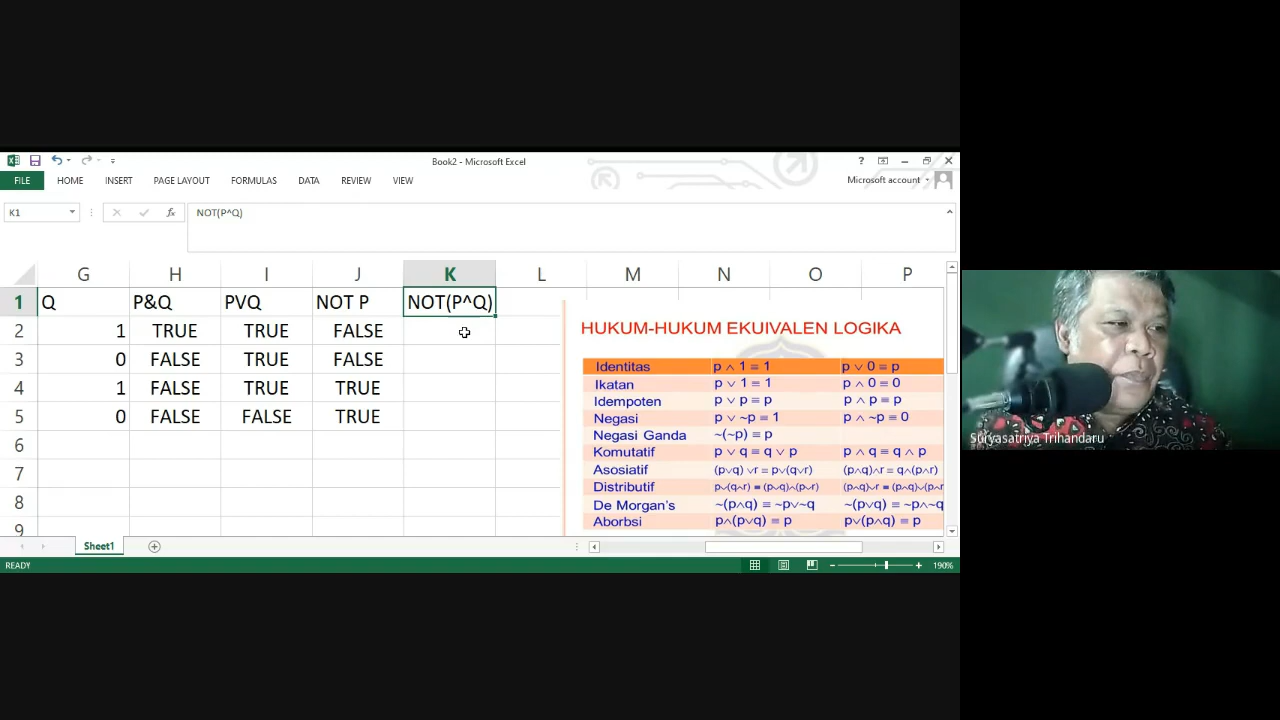 Book2 - Microsoft Excel
?
FILE HOME INSERT PAGE LAYOUT FORMULAS DATA REVIEW VIEW
Microsoft account
K1 fx NOT(P^Q)
G H I J K L M N O P
1 Q P&Q PVQ NOT P NOT(P^Q)
2 1 TRUE TRUE FALSE
3 0 FALSE TRUE FALSE
4 1 FALSE TRUE TRUE
5 0 FALSE FALSE TRUE
6
7
8
9
HUKUM-HUKUM EKUIVALEN LOGIKA
Identitas p ∧ 1 ≡ 1 p ∨ 0 ≡ p
Ikatan p ∨ 1 ≡ 1 p ∧ 0 ≡ 0
Idempoten p ∨ p ≡ p p ∧ p ≡ p
Negasi p ∨ ~p ≡ 1 p ∧ ~p ≡ 0
Negasi Ganda ~(~p) ≡ p
Komutatif p ∨ q ≡ q ∨ p p ∧ q ≡ q ∧ p
Asosiatif (p∨q) ∨r ≡ p∨(q∨r) (p∧q)∧r ≡ q∧(p∧r)
Distributif p∨(q∧r) ≡ (p∨q)∧(p∨r) (p∧q)∨r ≡ (p∧q)∨(p∧r
De Morgan's ~(p∧q) ≡ ~p∨~q ~(p∨q) ≡ ~p∧~q
Aborbsi p∧(p∨q) ≡ p p∨(p∧q) ≡ p
Sheet1
READY
190%
Suryasatriya Trihandaru